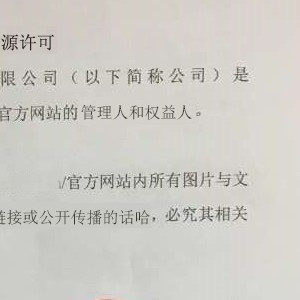 源许可
限公司（以下简称公司）是
官方网站的管理人和权益人。
/官方网站内所有图片与文
链接或公开传播的话哈，必究其相关